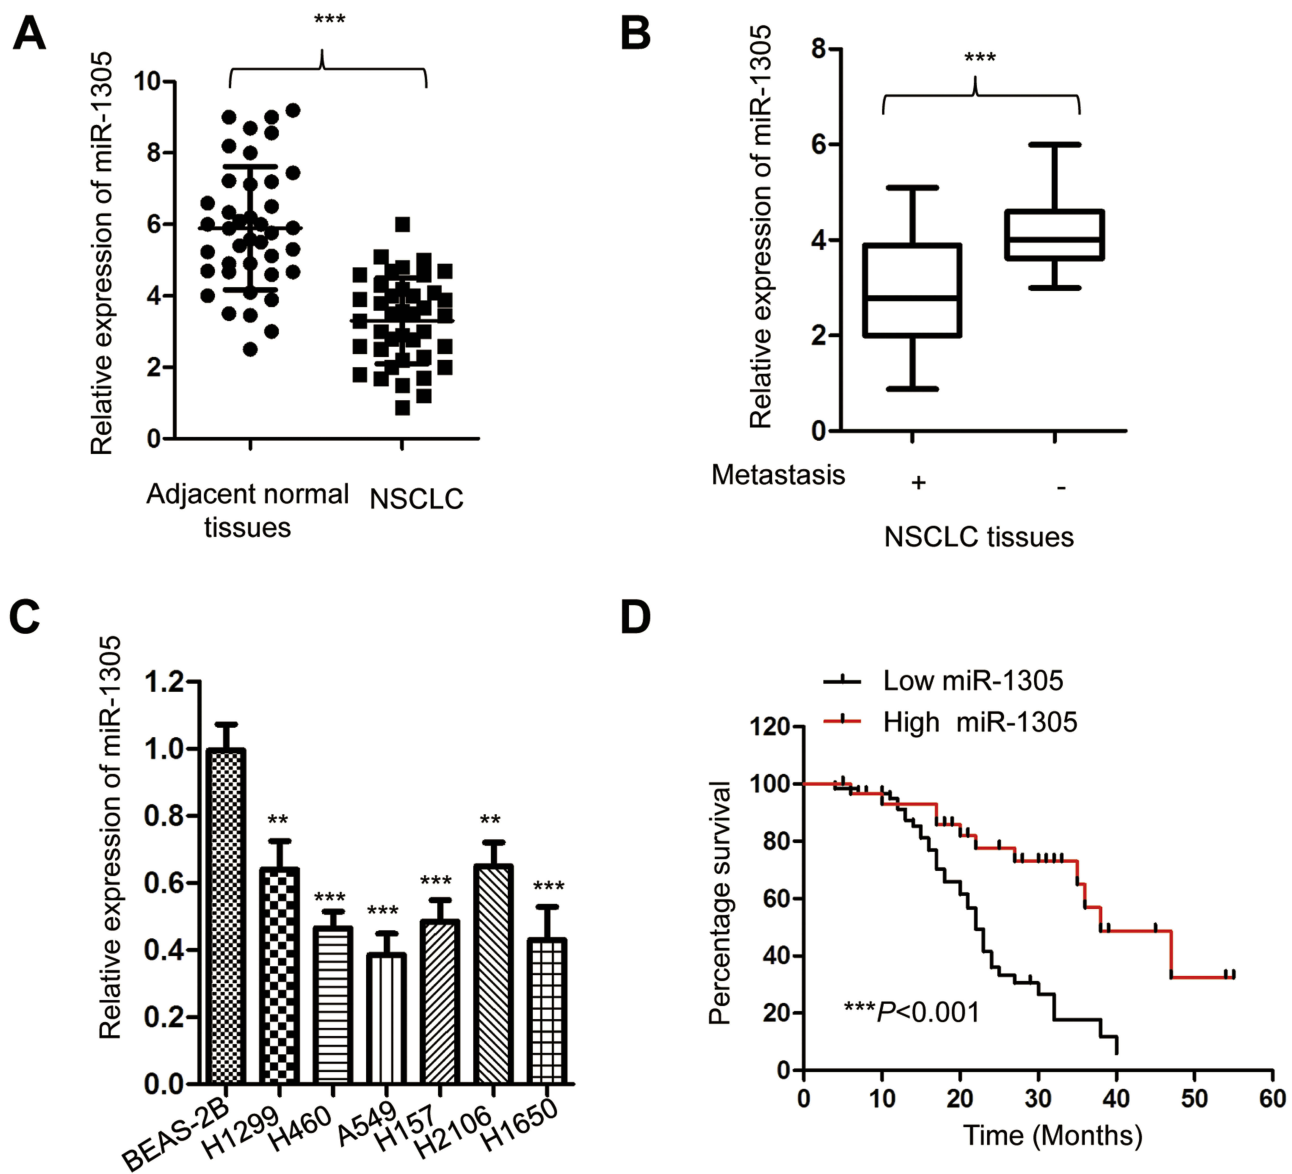 A
***
Relative expression of miR-1305
10
8
6
4
2
0
Adjacent normal
tissues
NSCLC
B
***
Relative expression of miR-1305
8
6
4
2
0
Metastasis
+
-
NSCLC tissues
C
Relative expression of miR-1305
1.2
1.0
0.8
0.6
0.4
0.2
0.0
**
***
***
***
**
***
BEAS-2B
H1299
H460
A549
H157
H2106
H1650
D
Low miR-1305
High miR-1305
Percentage survival
120
100
80
60
40
20
0
***P<0.001
0 10 20 30 40 50 60
Time (Months)